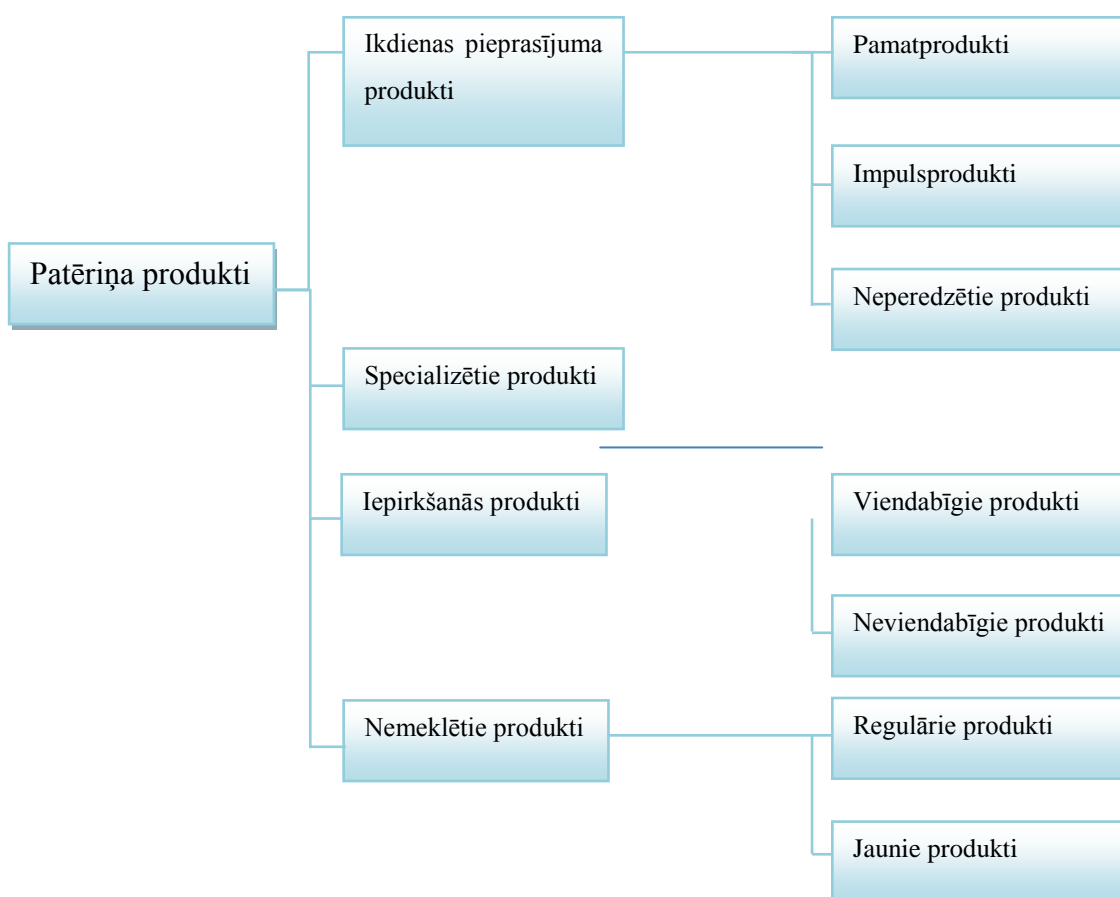 Ikdienas pieprasījuma
produkti
Pamatprodukti
Impulsprodukti
Patēriņa produkti
Neperedzētie produkti
Specializētie produkti
Iepirkšanās produkti
Viendabīgie produkti
Neviendabīgie produkti
Nemeklētie produkti
Regulārie produkti
Jaunie produkti